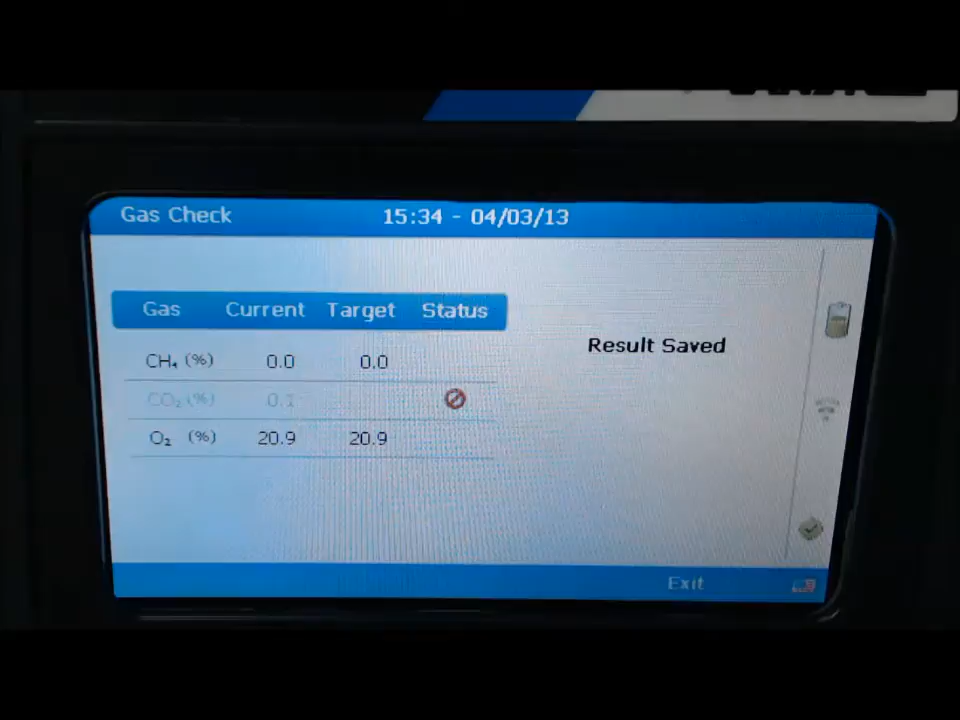 Gas Check 15:34 - 04/03/13
Gas Current Target Status
CH₄ (%) 0.0 0.0
Result Saved
CO₂ (%) 0.1
O₂ (%) 20.9 20.9
Exit